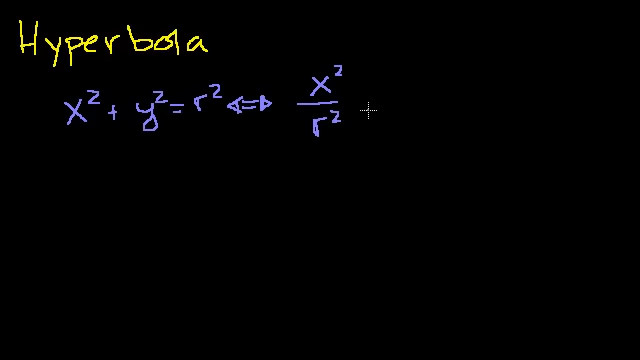 Hyperbola
x² + y² = r² ⇔ x²/r²